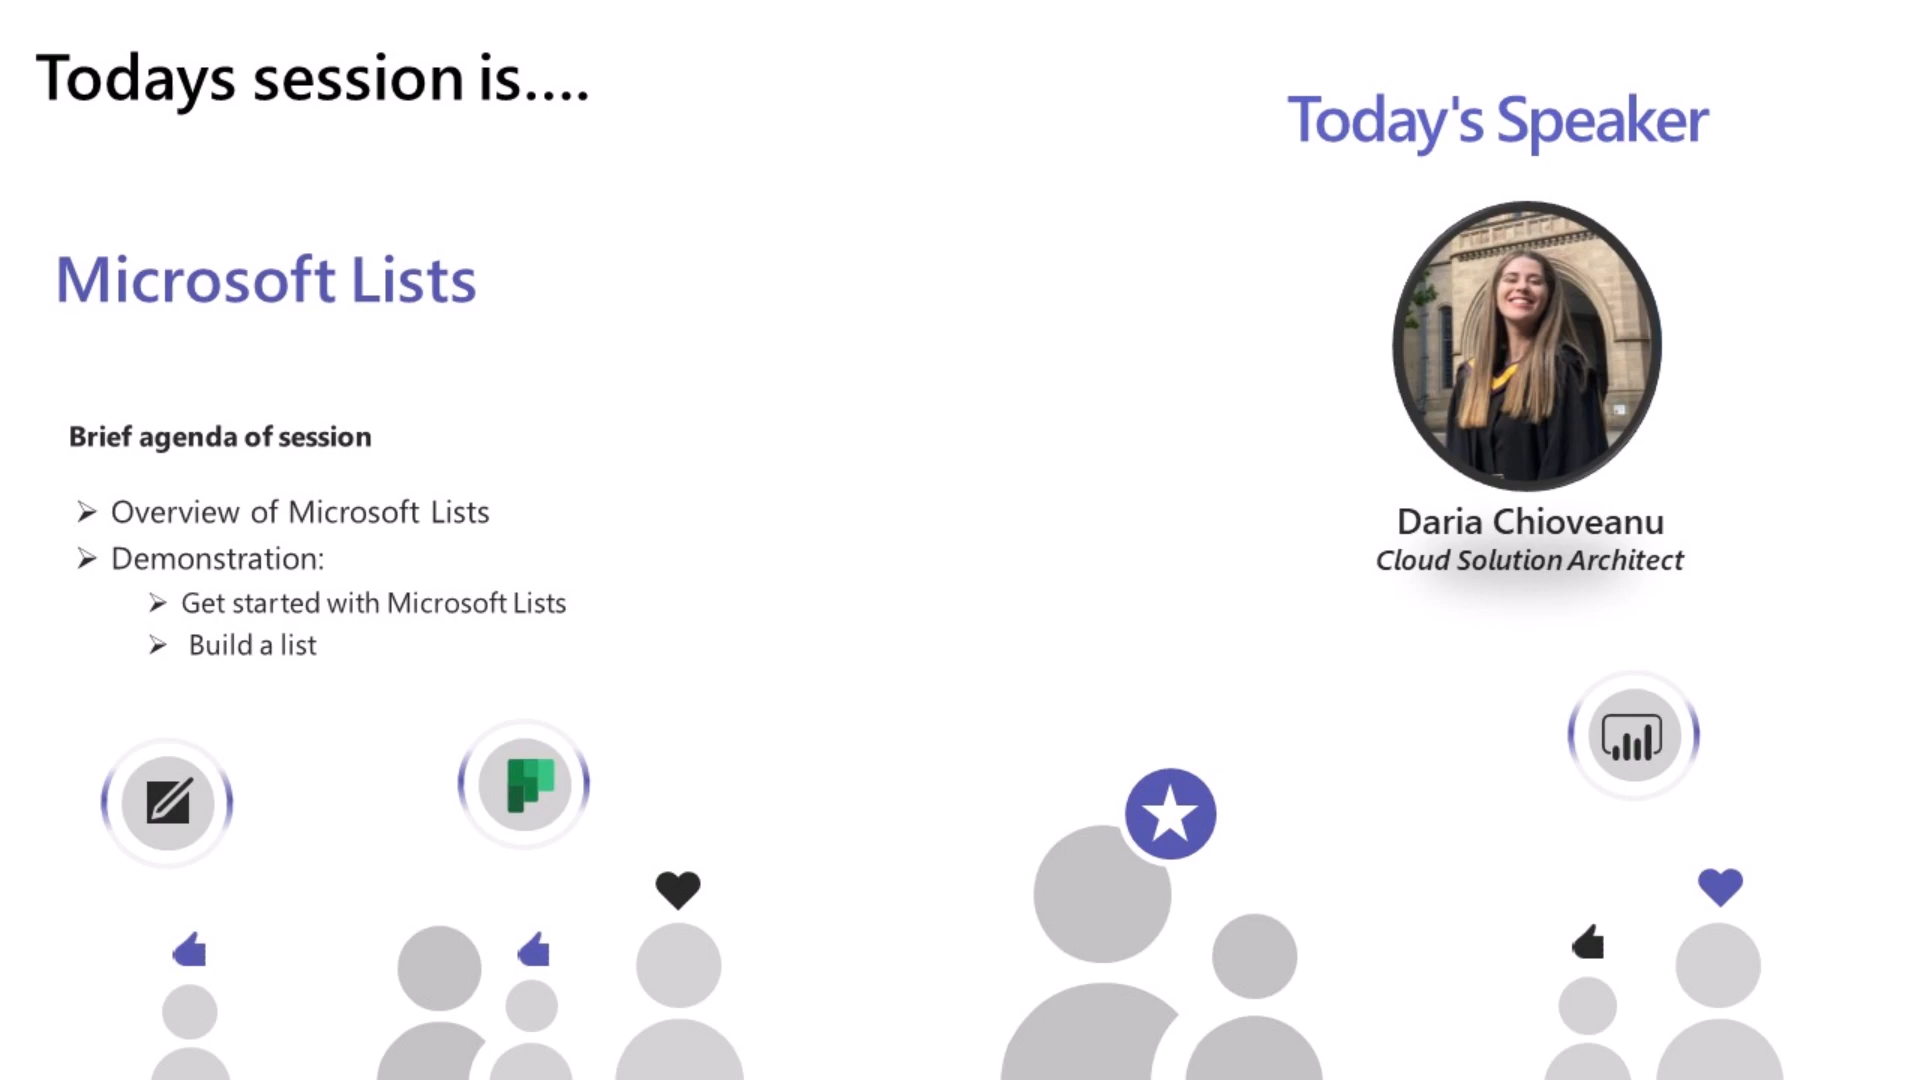 Todays session is....
Microsoft Lists
Brief agenda of session
Overview of Microsoft Lists
Demonstration:
Get started with Microsoft Lists
Build a list
Today's Speaker
Daria Chioveanu
Cloud Solution Architect